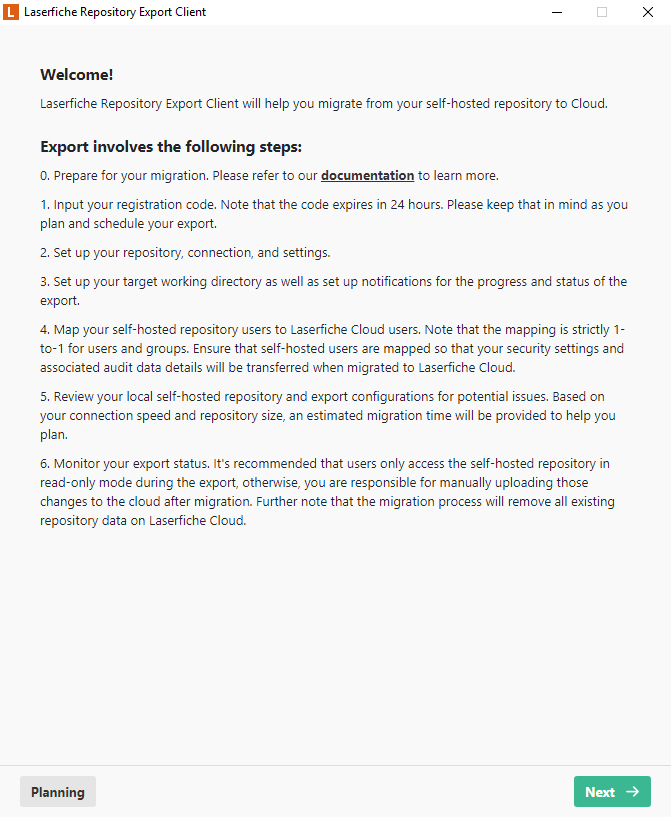 L Laserfiche Repository Export Client
Welcome!
Laserfiche Repository Export Client will help you migrate from your self-hosted repository to Cloud.
Export involves the following steps:
0. Prepare for your migration. Please refer to our documentation to learn more.
1. Input your registration code. Note that the code expires in 24 hours. Please keep that in mind as you
plan and schedule your export.
2. Set up your repository, connection, and settings.
3. Set up your target working directory as well as set up notifications for the progress and status of the
export.
4. Map your self-hosted repository users to Laserfiche Cloud users. Note that the mapping is strictly 1-
to-1 for users and groups. Ensure that self-hosted users are mapped so that your security settings and
associated audit data details will be transferred when migrated to Laserfiche Cloud.
5. Review your local self-hosted repository and export configurations for potential issues. Based on
your connection speed and repository size, an estimated migration time will be provided to help you
plan.
6. Monitor your export status. It's recommended that users only access the self-hosted repository in
read-only mode during the export, otherwise, you are responsible for manually uploading those
changes to the cloud after migration. Further note that the migration process will remove all existing
repository data on Laserfiche Cloud.
Planning
Next